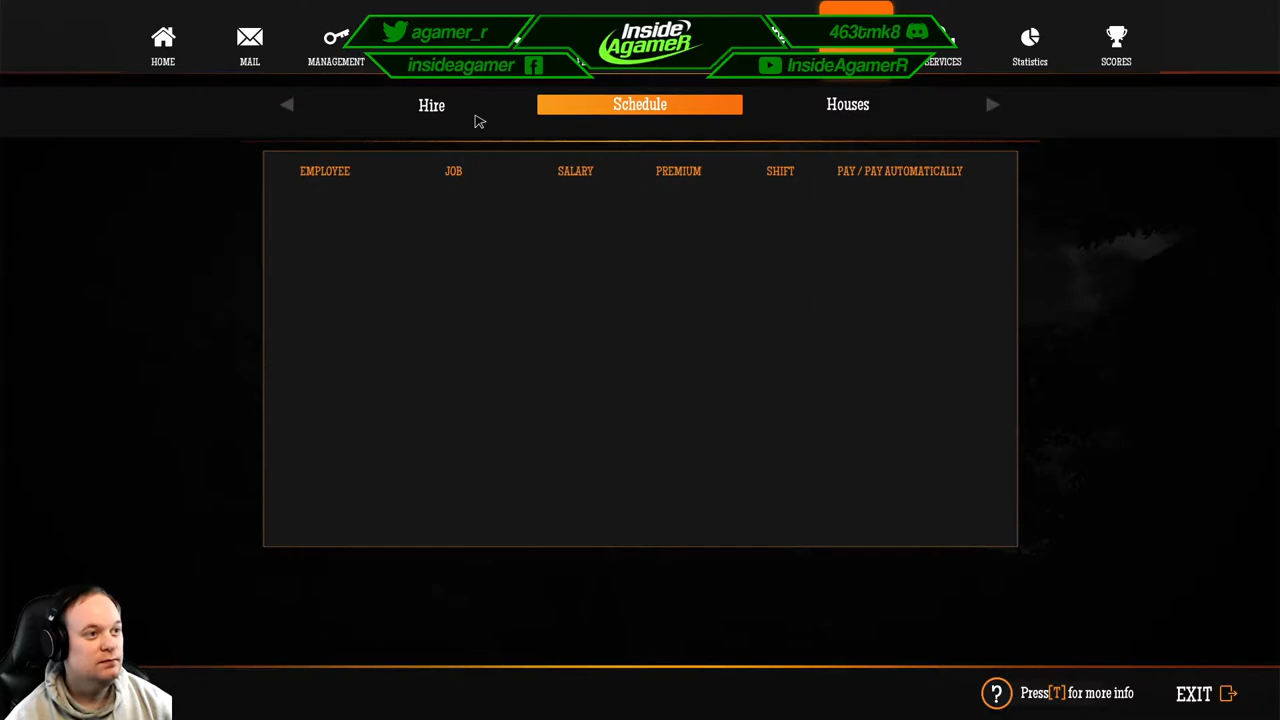 HOME
MAIL
MANAGEMENT
agamer_r
insideagamer
Inside
AgameR
463tmk8
InsideAgamerR
SERVICES
Statistics
SCORES
Hire
Schedule
Houses
EMPLOYEE JOB SALARY PREMIUM SHIFT PAY / PAY AUTOMATICALLY
? Press[T] for more info
EXIT